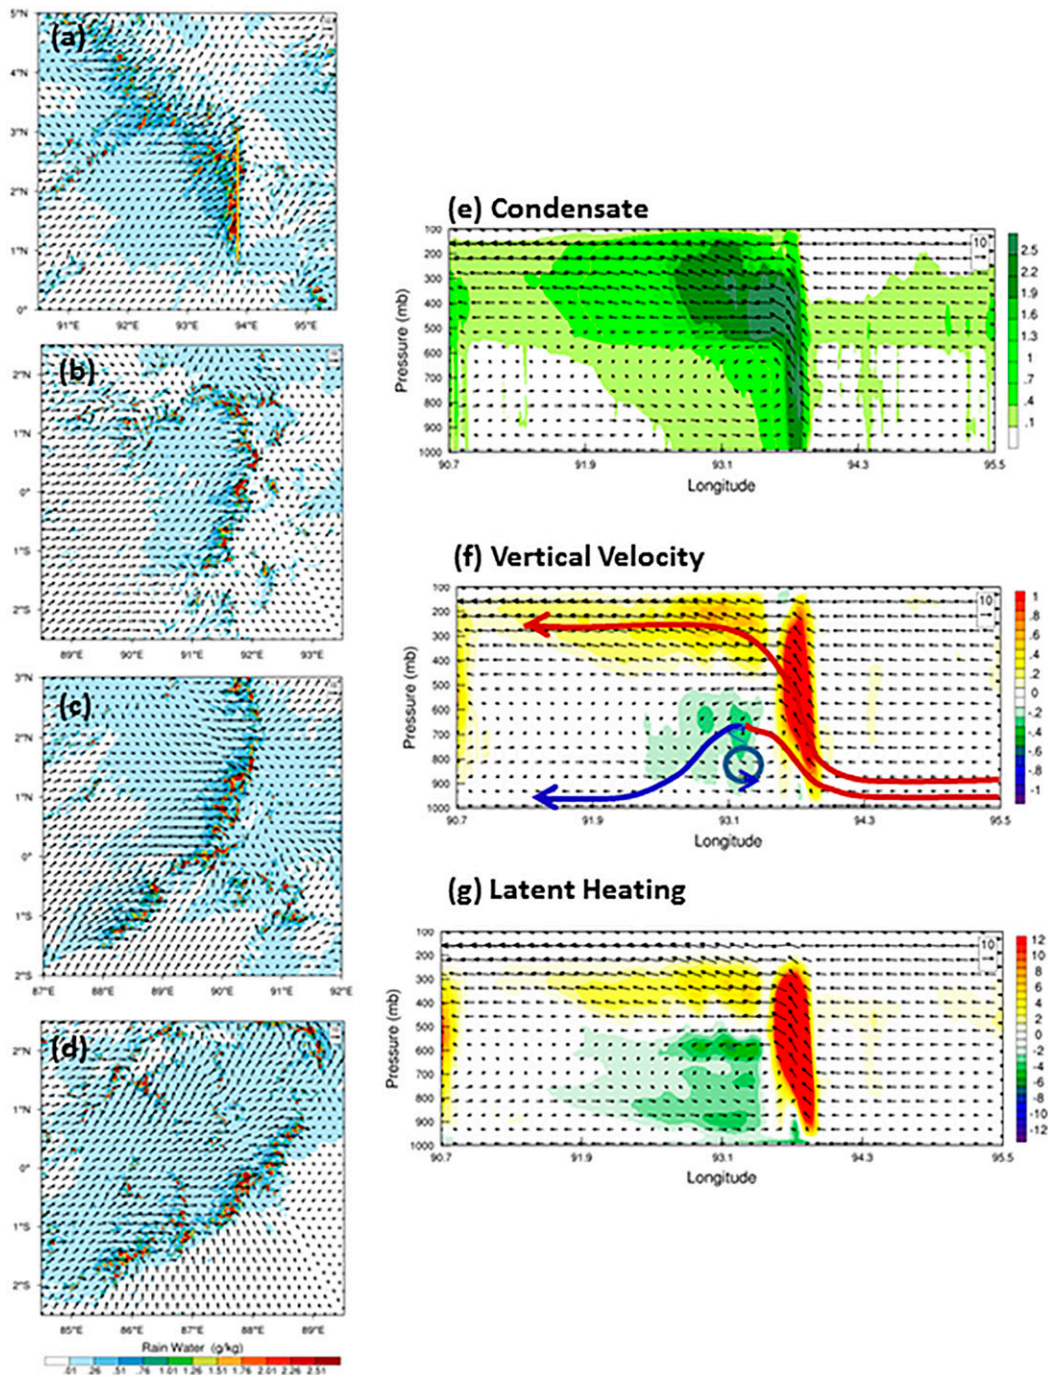 (a)
5°N
4°N
3°N
2°N
1°N
0°
91°E 92°E 93°E 94°E 95°E
(b)
2°N
1°N
0°
1°S
2°S
89°E 90°E 91°E 92°E 93°E
(c)
3°N
2°N
1°N
0°
1°S
2°S
87°E 88°E 89°E 90°E 91°E 92°E
(d)
2°N
1°N
0°
1°S
2°S
85°E 86°E 87°E 88°E 89°E
Rain Water (g/kg)
.01 .26 .51 .76 1.01 1.26 1.51 1.76 2.01 2.26 2.51
(e) Condensate
10
Pressure (mb)
100
200
300
400
500
600
700
800
900
1000
90.7 91.9 93.1 94.3 95.5
Longitude
2.5
2.2
1.9
1.6
1.3
1
.7
.4
.1
(f) Vertical Velocity
10
Pressure (mb)
100
200
300
400
500
600
700
800
900
1000
90.7 91.9 93.1 94.3 95.5
Longitude
1
.8
.6
.4
.2
0
-.2
-.4
-.6
-.8
-1
(g) Latent Heating
10
Pressure (mb)
100
200
300
400
500
600
700
800
900
1000
90.7 91.9 93.1 94.3 95.5
Longitude
12
10
8
6
4
2
0
-2
-4
-6
-8
-10
-12